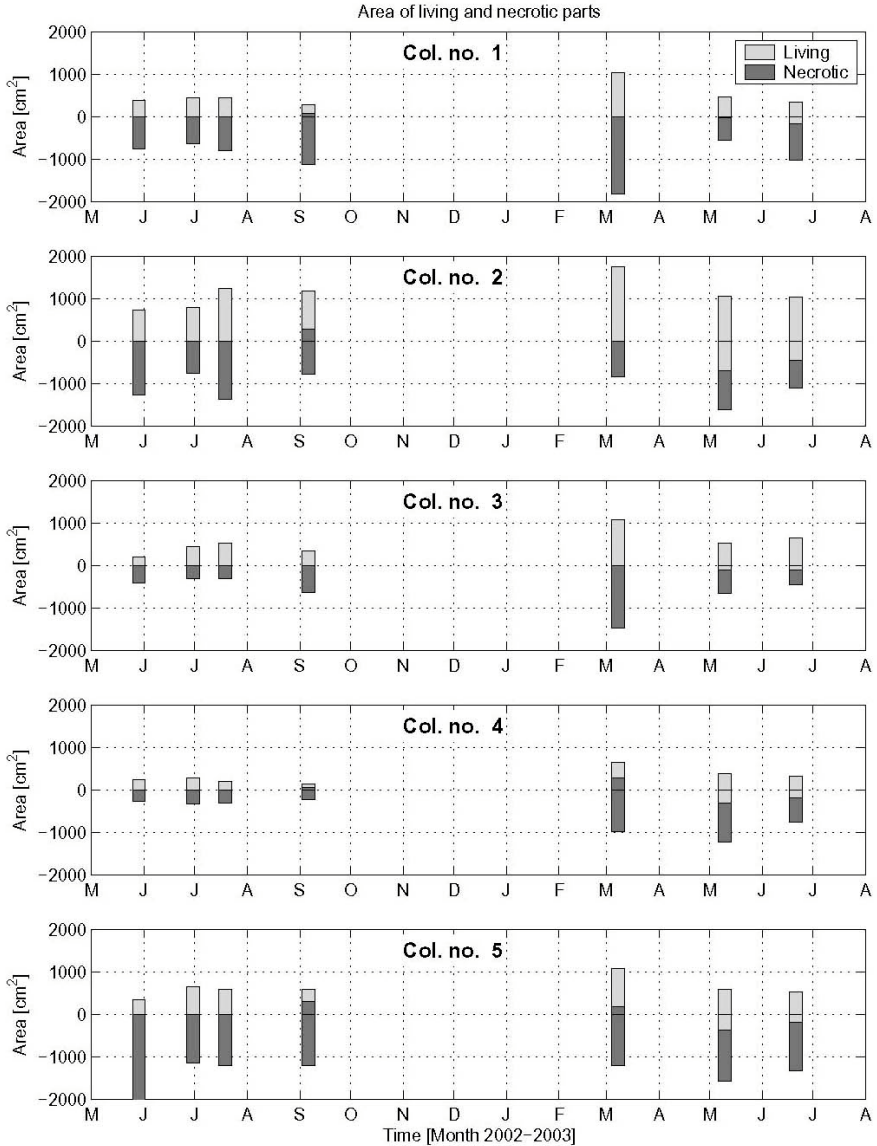 Area of living and necrotic parts
2000
1000
0
−1000
−2000
Area [cm²]
Col. no. 1
Living
Necrotic
M J J A S O N D J F M A M J J A
2000
1000
0
−1000
−2000
Area [cm²]
Col. no. 2
M J J A S O N D J F M A M J J A
2000
1000
0
−1000
−2000
Area [cm²]
Col. no. 3
M J J A S O N D J F M A M J J A
2000
1000
0
−1000
−2000
Area [cm²]
Col. no. 4
M J J A S O N D J F M A M J J A
2000
1000
0
−1000
−2000
Area [cm²]
Col. no. 5
M J J A S O N D J F M A M J J A
Time [Month 2002−2003]